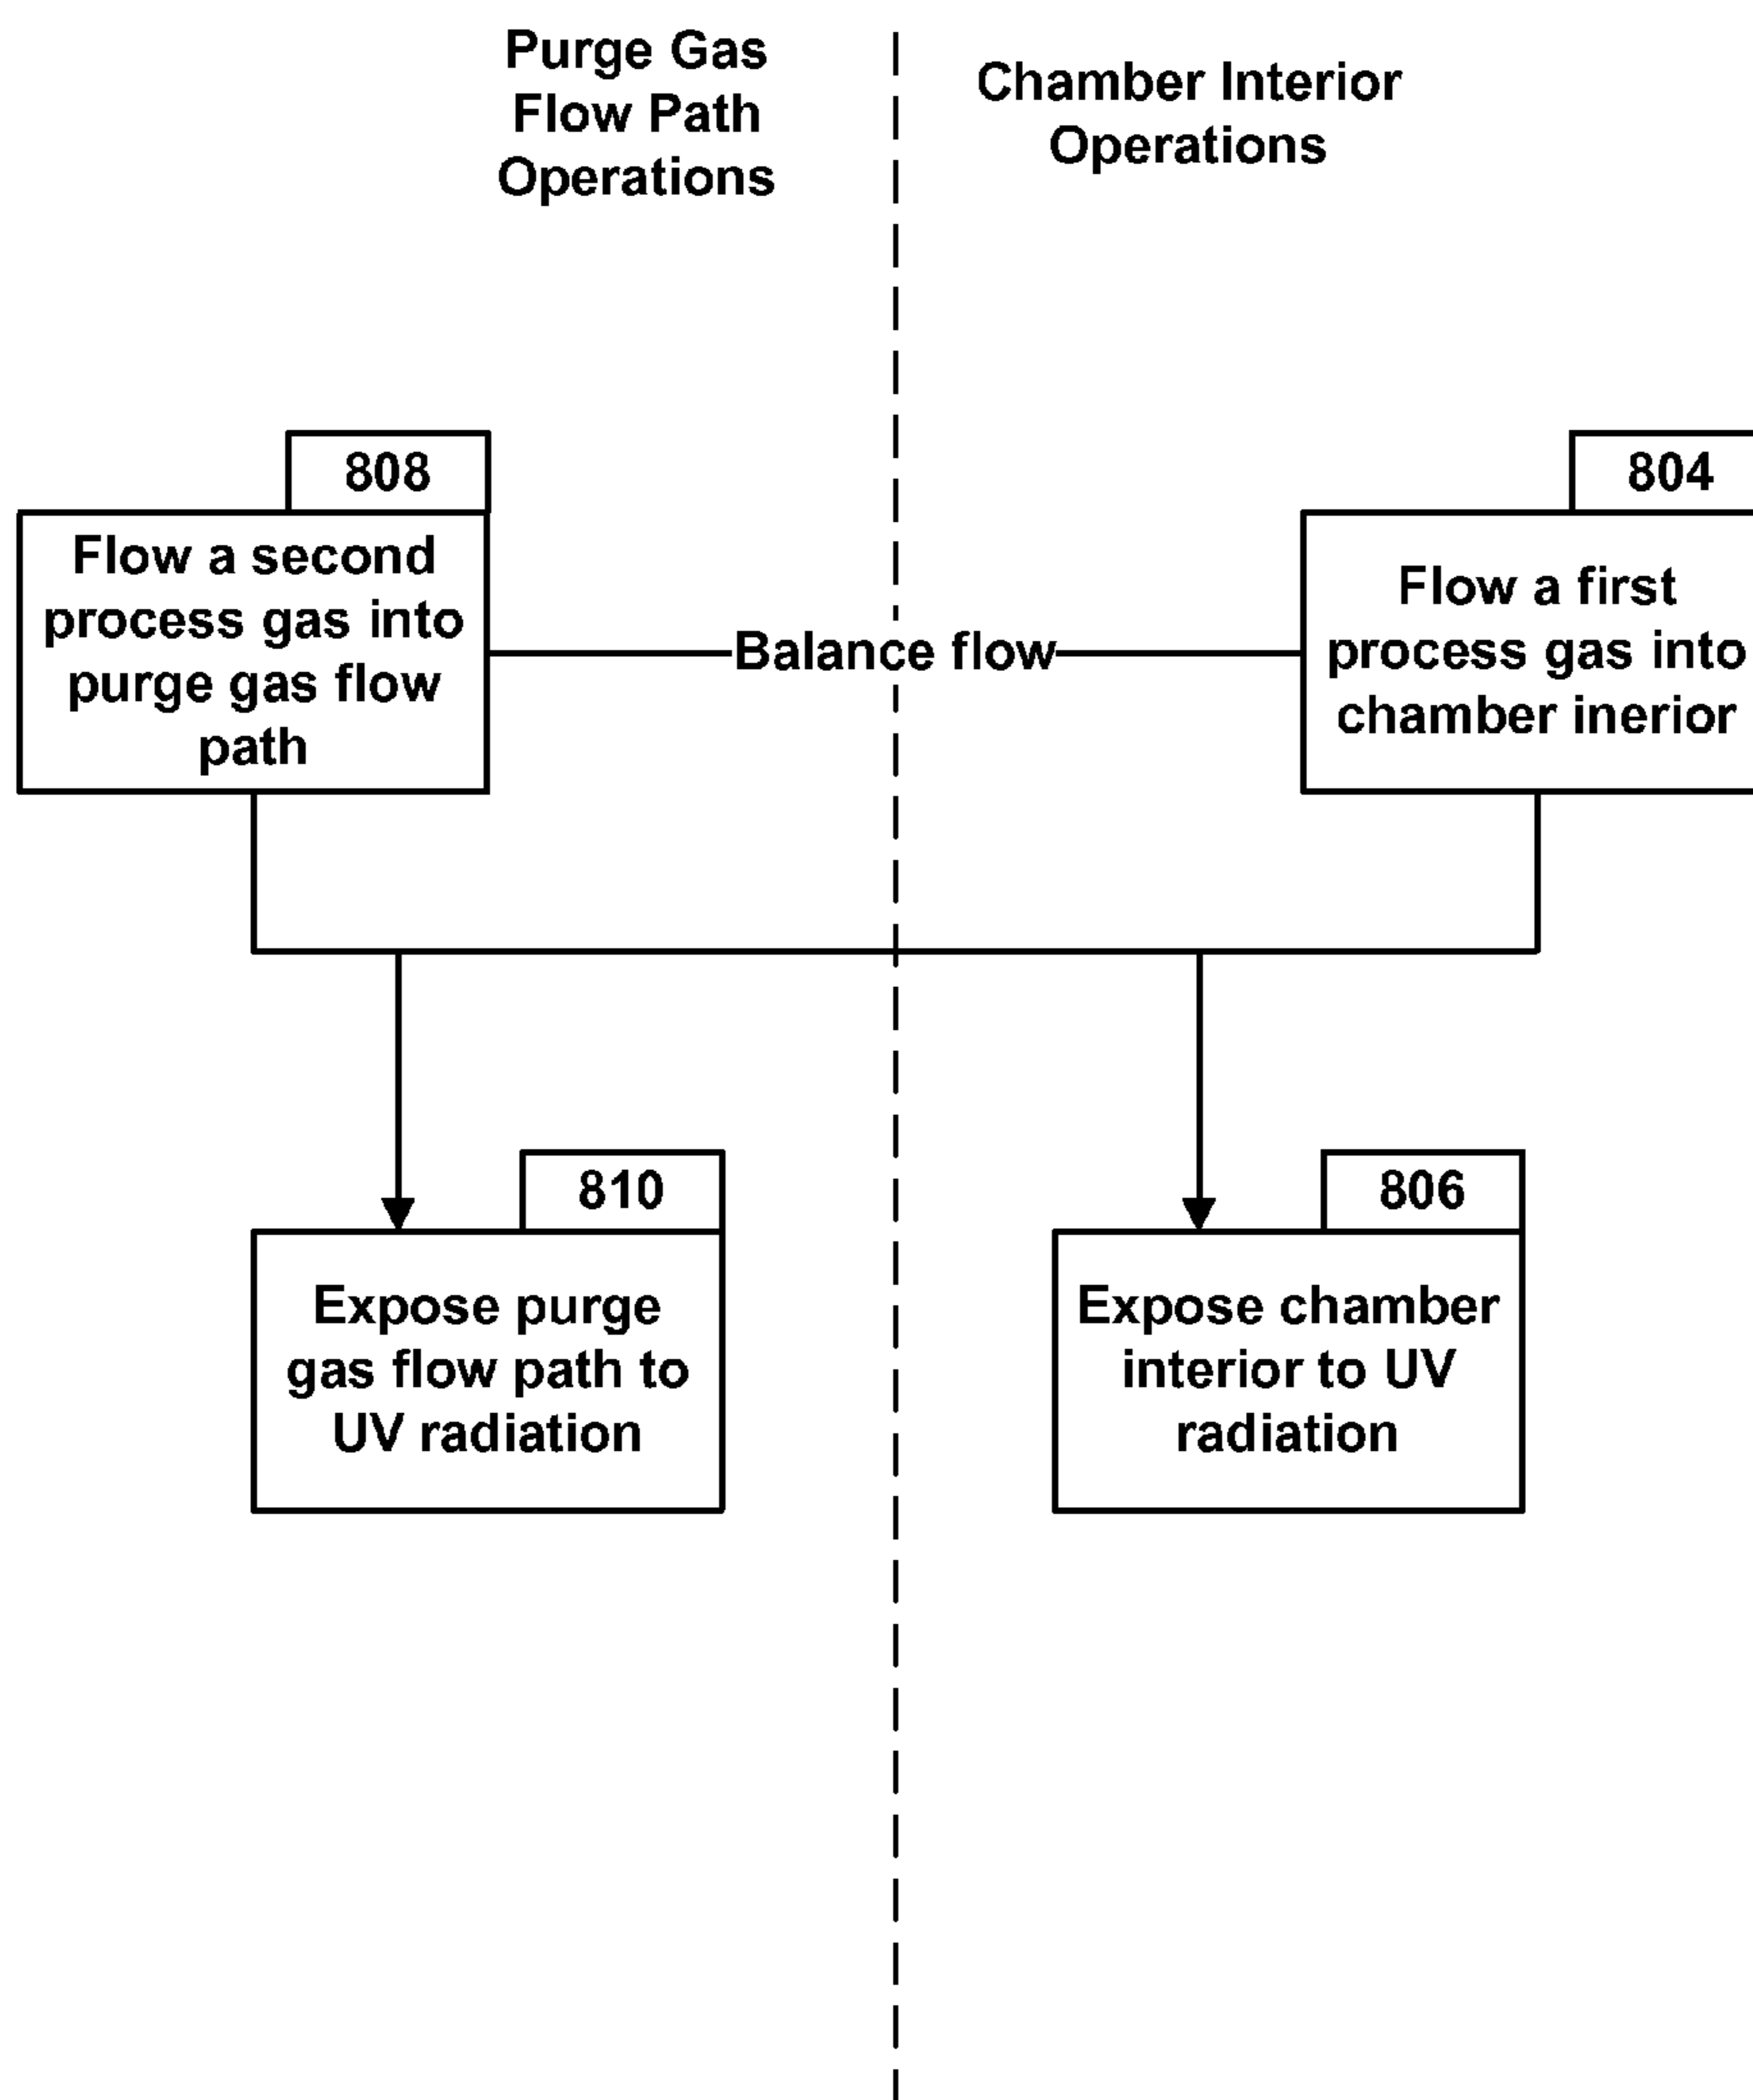 Purge Gas
Flow Path
Operations
Chamber Interior
Operations
808
Flow a second
process gas into
purge gas flow
path
Balance flow
804
Flow a first
process gas into
chamber inerior
810
Expose purge
gas flow path to
UV radiation
806
Expose chamber
interior to UV
radiation